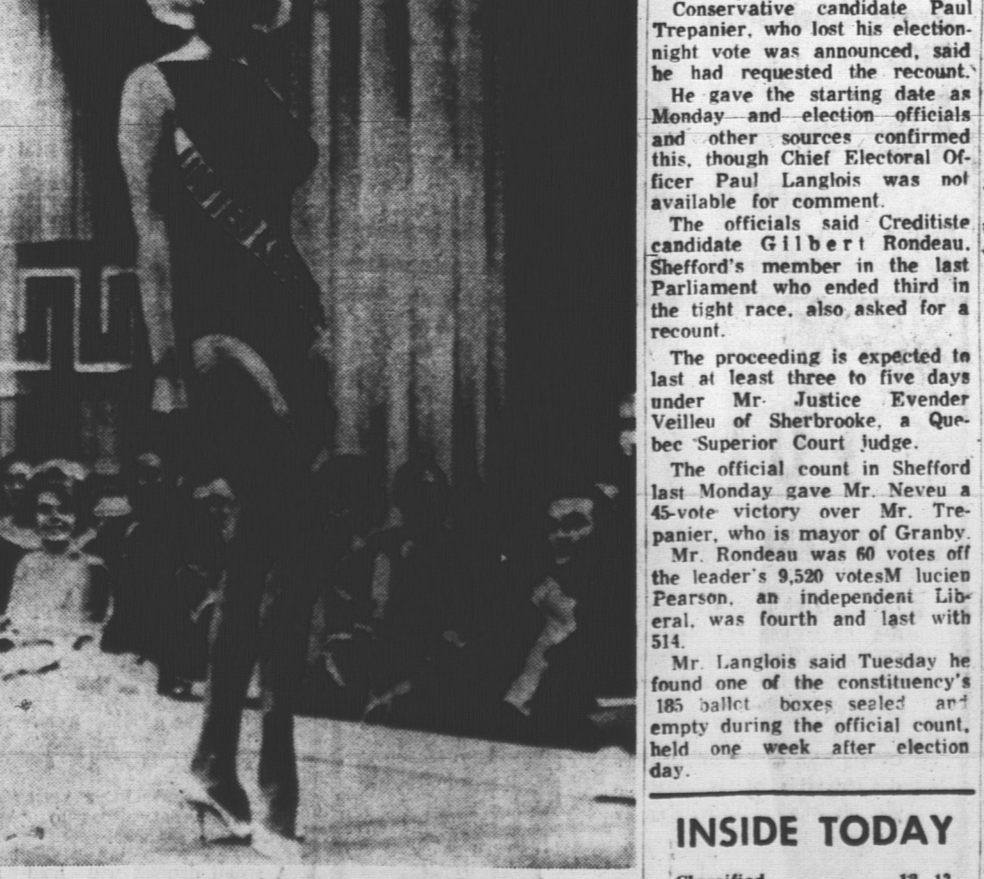 Conservative candidate Paul
Trepanier, who lost his election-
night vote was announced, said
he had requested the recount.
He gave the starting date as
Monday and election officials
and other sources confirmed
this, though Chief Electoral Of-
ficer Paul Langlois was not
available for comment.
The officials said Creditiste
candidate Gilbert Rondeau,
Shefford's member in the last
Parliament who ended third in
the tight race, also asked for a
recount.
The proceeding is expected to
last at least three to five days
under Mr. Justice Evender
Veilleu of Sherbrooke, a Que-
bec Superior Court judge.
The official count in Shefford
last Monday gave Mr. Neveu a
45-vote victory over Mr. Tre-
panier, who is mayor of Granby.
Mr. Rondeau was 60 votes off
the leader's 9,520 votesM lucien
Pearson, an independent Lib-
eral, was fourth and last with
514.
Mr. Langlois said Tuesday he
found one of the constituency's
185 ballot boxes sealed and
empty during the official count,
held one week after election
day.
INSIDE TODAY